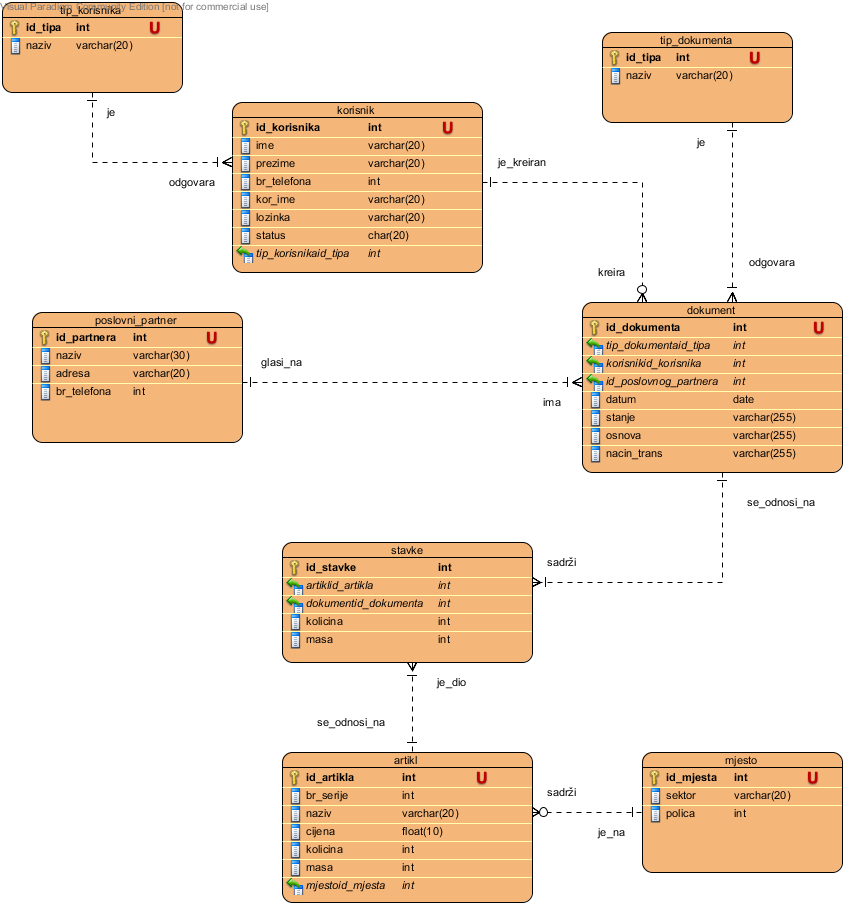 Visual Paradigm Community Edition [not for commercial use]
tip_korisnika
id_tipa int U
naziv varchar(20)
je
odgovara
korisnik
id_korisnika int U
ime varchar(20)
prezime varchar(20)
br_telefona int
kor_ime varchar(20)
lozinka varchar(20)
status char(20)
tip_korisnikaid_tipa int
je_kreiran
kreira
tip_dokumenta
id_tipa int U
naziv varchar(20)
je
odgovara
poslovni_partner
id_partnera int U
naziv varchar(30)
adresa varchar(20)
br_telefona int
glasi_na
ima
dokument
id_dokumenta int U
tip_dokumentaid_tipa int
korisnikid_korisnika int
id_poslovnog_partnera int
datum date
stanje varchar(255)
osnova varchar(255)
nacin_trans varchar(255)
se_odnosi_na
sadrži
stavke
id_stavke int
artiklid_artikla int
dokumentid_dokumenta int
kolicina int
masa int
je_dio
se_odnosi_na
artikl
id_artikla int U
br_serije int
naziv varchar(20)
cijena float(10)
kolicina int
masa int
mjestoid_mjesta int
sadrži
je_na
mjesto
id_mjesta int U
sektor varchar(20)
polica int